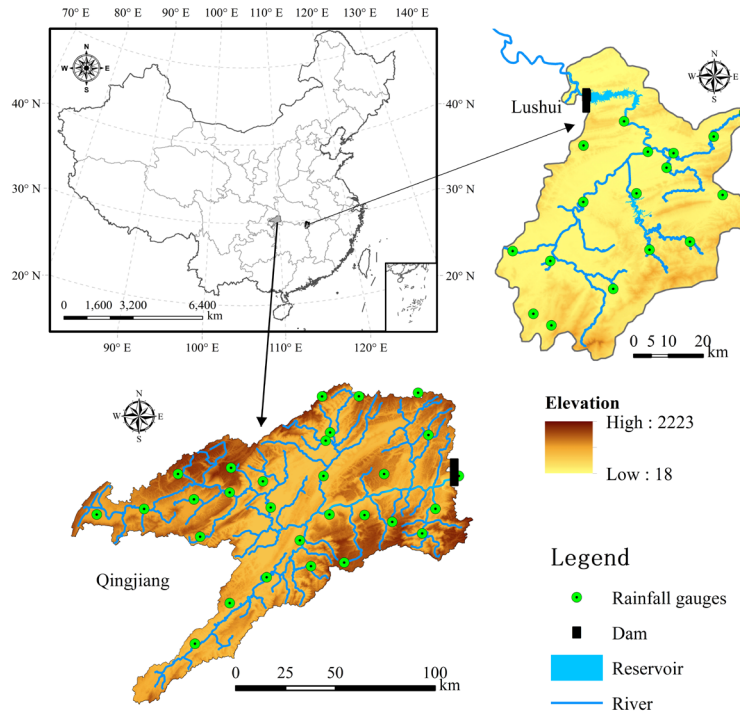 70° E 80° E 90° E 100° E 110° E 120° E 130° E 140° E
N
W E
S
40° N
30° N
20° N
40° N
30° N
20° N
0 1,600 3,200 6,400
km
90° E 100° E 110° E 120° E
N
W E
S
Lushui
0 5 10 20
km
N
W E
S
Qingjiang
0 25 50 100
km
Elevation
High : 2223
Low : 18
Legend
Rainfall gauges
Dam
Reservoir
River